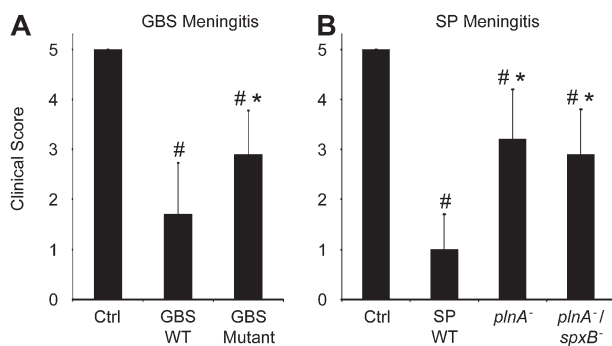 A GBS Meningitis
Clinical Score
5
4
3
2
1
0
#
# *
Ctrl
GBS WT
GBS Mutant
B SP Meningitis
5
4
3
2
1
0
#
# *
# *
Ctrl
SP WT
plnA-
plnA-/
spxB-